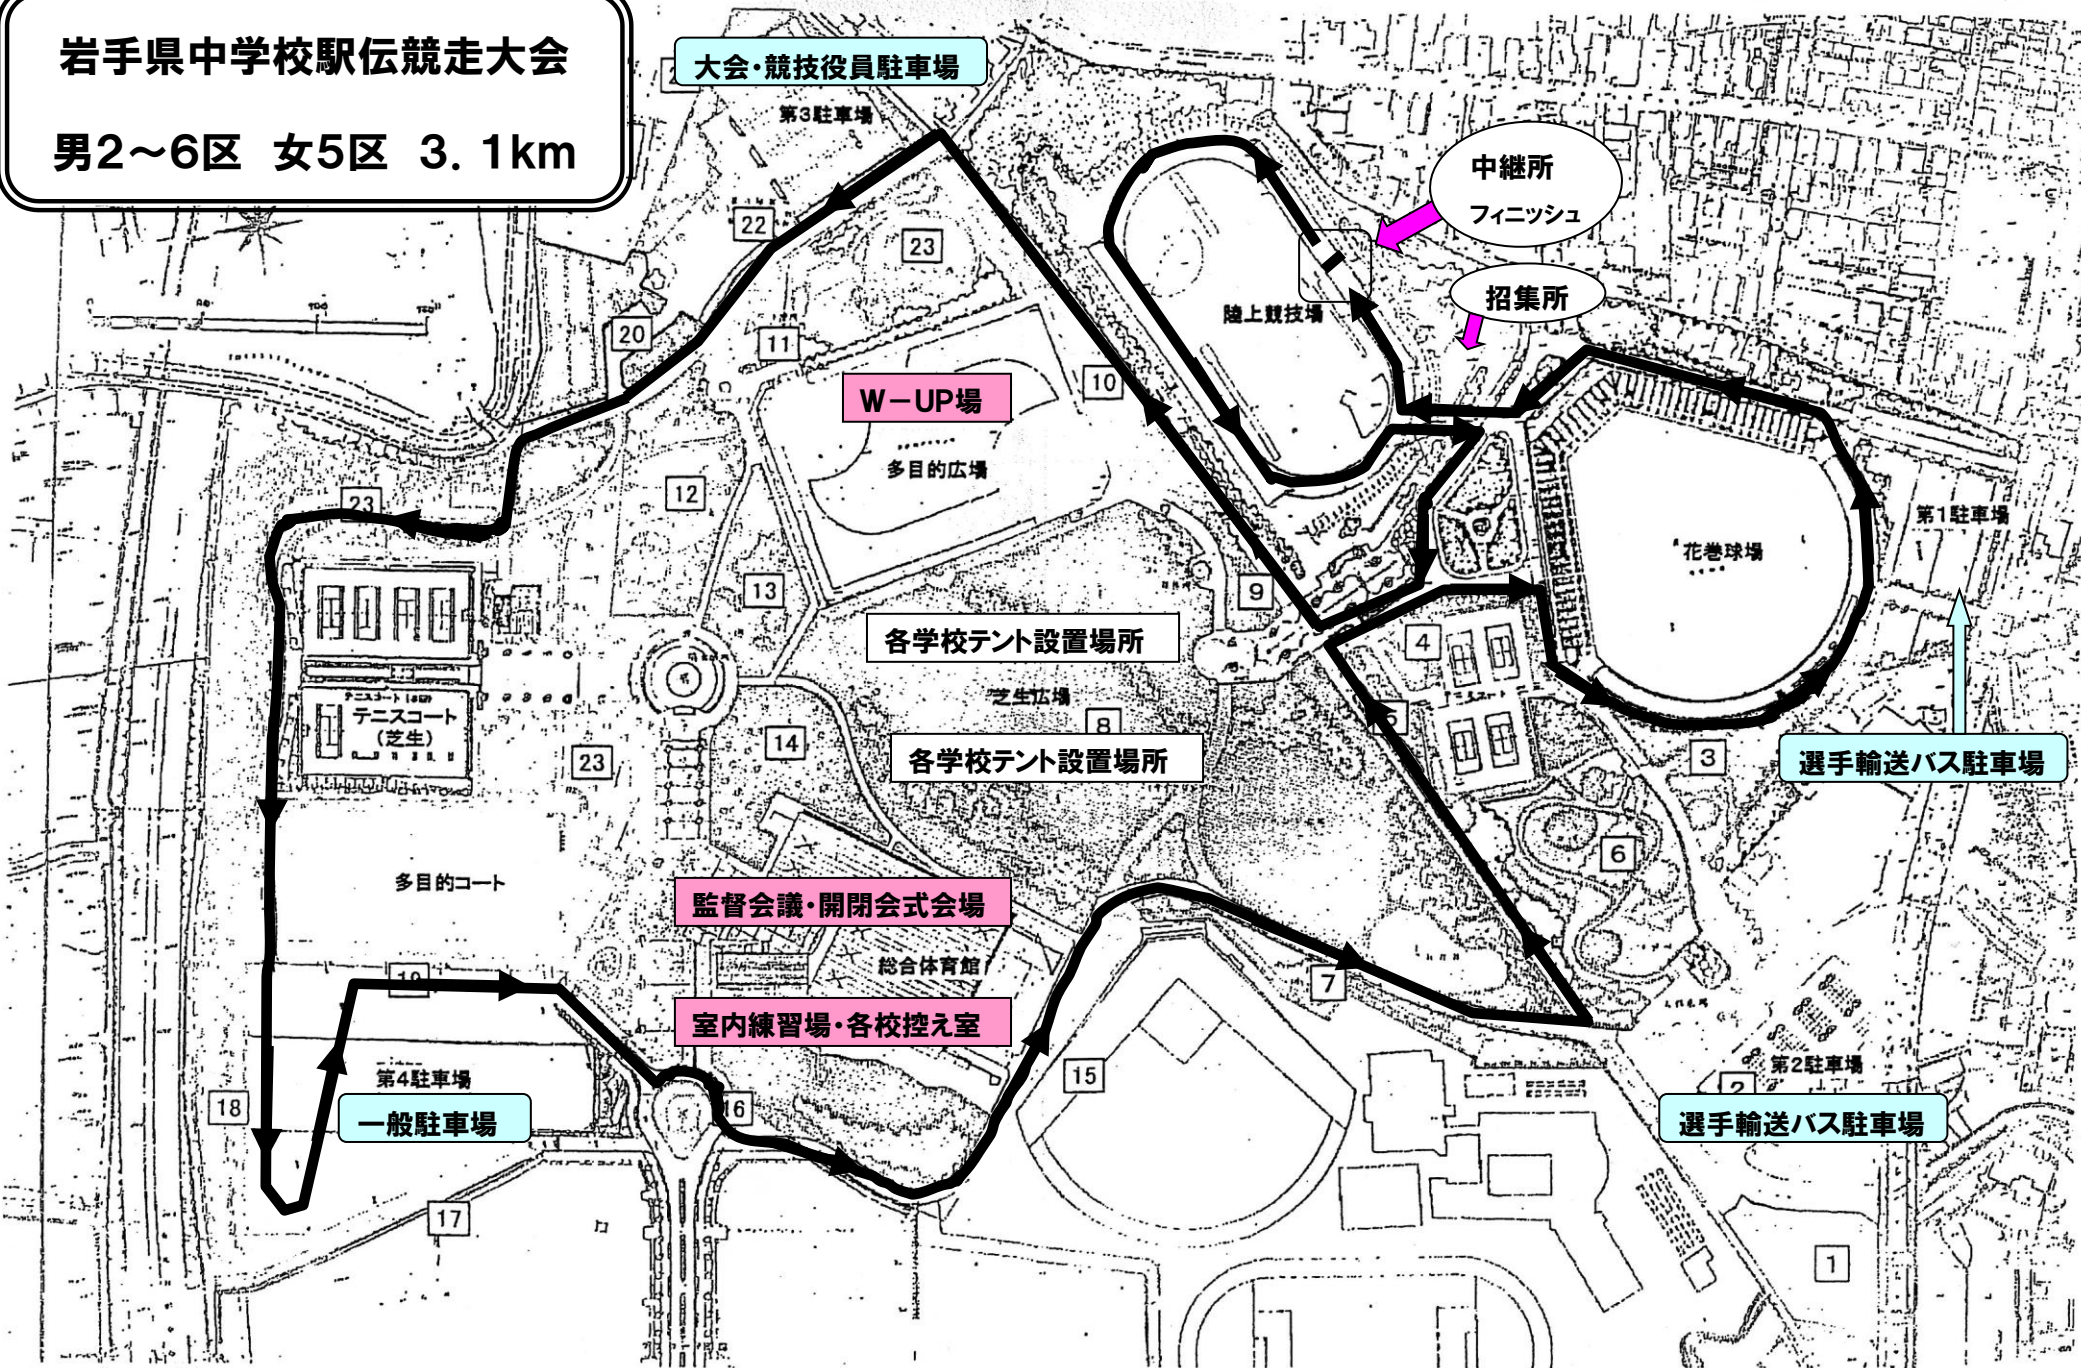 岩手県中学校駅伝競走大会
男2～6区 女5区 3.1km
大会・競技役員駐車場
第3駐車場
中継所
フィニッシュ
22
23
招集所
陸上競技場
20
11
10
W－UP場
多目的広場
12
23
第1駐車場
花巻球場
13
9
各学校テント設置場所
4
芝生広場
テニスコート
テニスコート
(芝生)
8
5
14
23
各学校テント設置場所
3
選手輸送バス駐車場
6
多目的コート
監督会議・開閉会式会場
総合体育館
19
7
室内練習場・各校控え室
第4駐車場
15
第2駐車場
2
18
一般駐車場
16
選手輸送バス駐車場
17
1